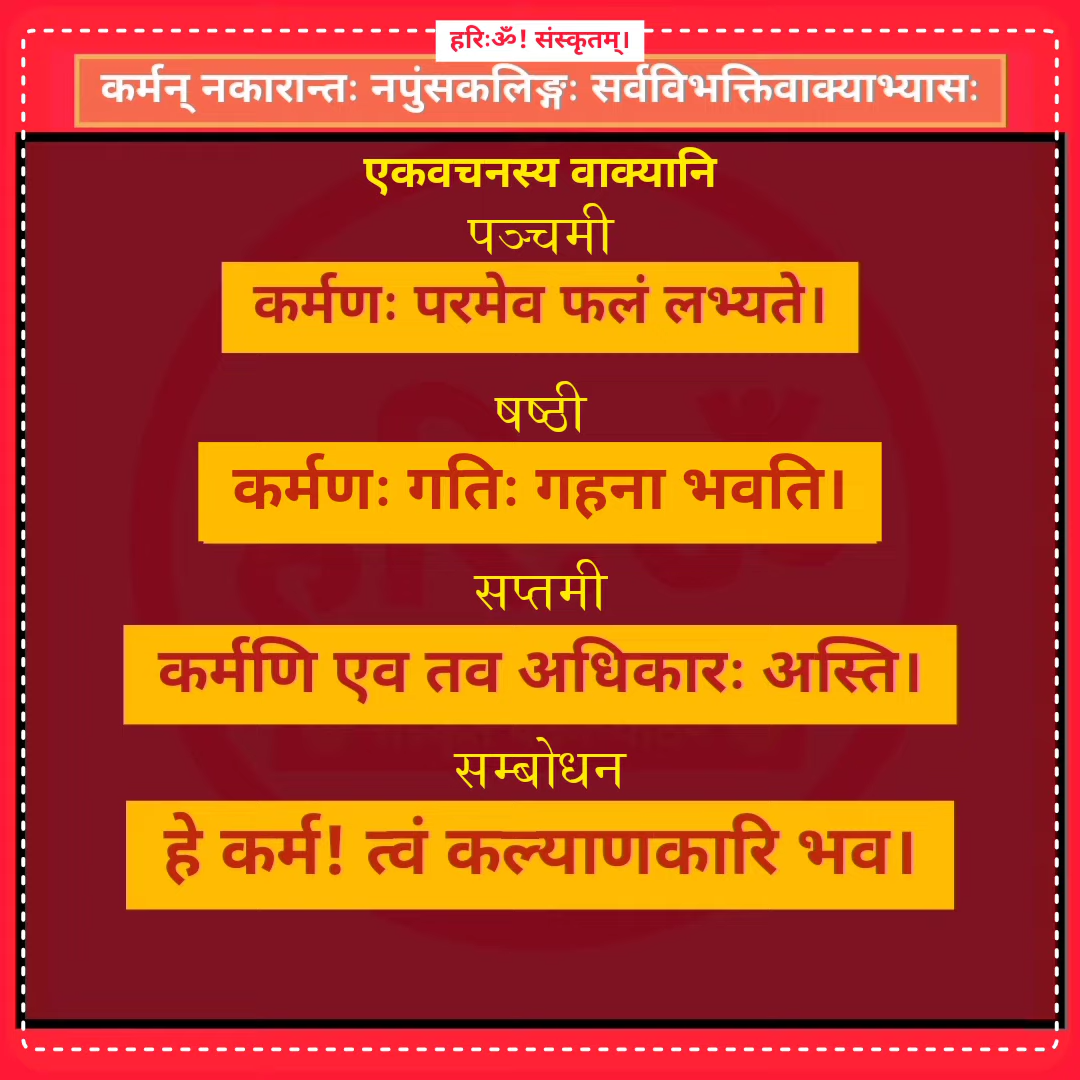 हरिःॐ! संस्कृतम्।
कर्मन् नकारान्तः नपुंसकलिङ्गः सर्वविभक्तिवाक्याभ्यासः
एकवचनस्य वाक्यानि
पञ्चमी
कर्मणः परमेव फलं लभ्यते।
षष्ठी
कर्मणः गतिः गहना भवति।
सप्तमी
कर्मणि एव तव अधिकारः अस्ति।
सम्बोधन
हे कर्म! त्वं कल्याणकारि भव।